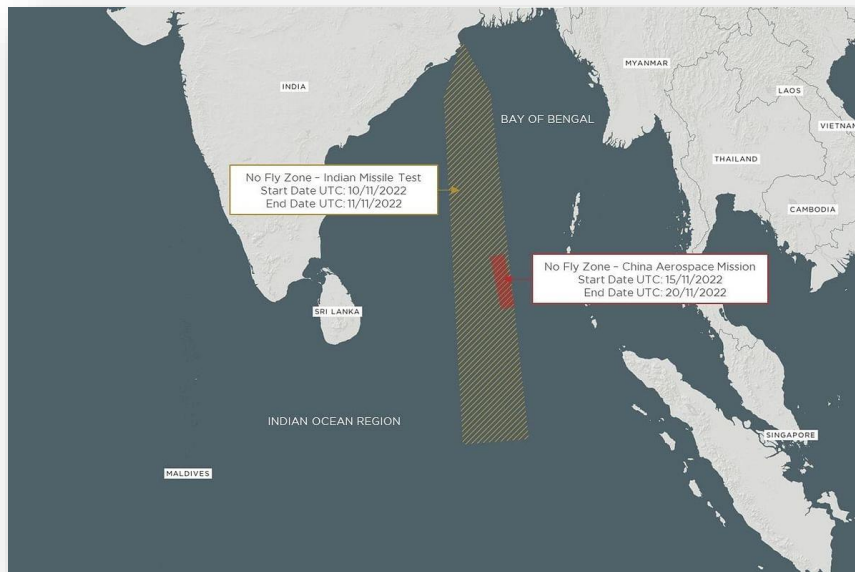 INDIA
MYANMAR
LAOS
BAY OF BENGAL
VIETNAM
THAILAND
No Fly Zone – Indian Missile Test
Start Date UTC: 10/11/2022
End Date UTC: 11/11/2022
CAMBODIA
No Fly Zone – China Aerospace Mission
Start Date UTC: 15/11/2022
End Date UTC: 20/11/2022
SRI LANKA
INDIAN OCEAN REGION
SINGAPORE
MALDIVES